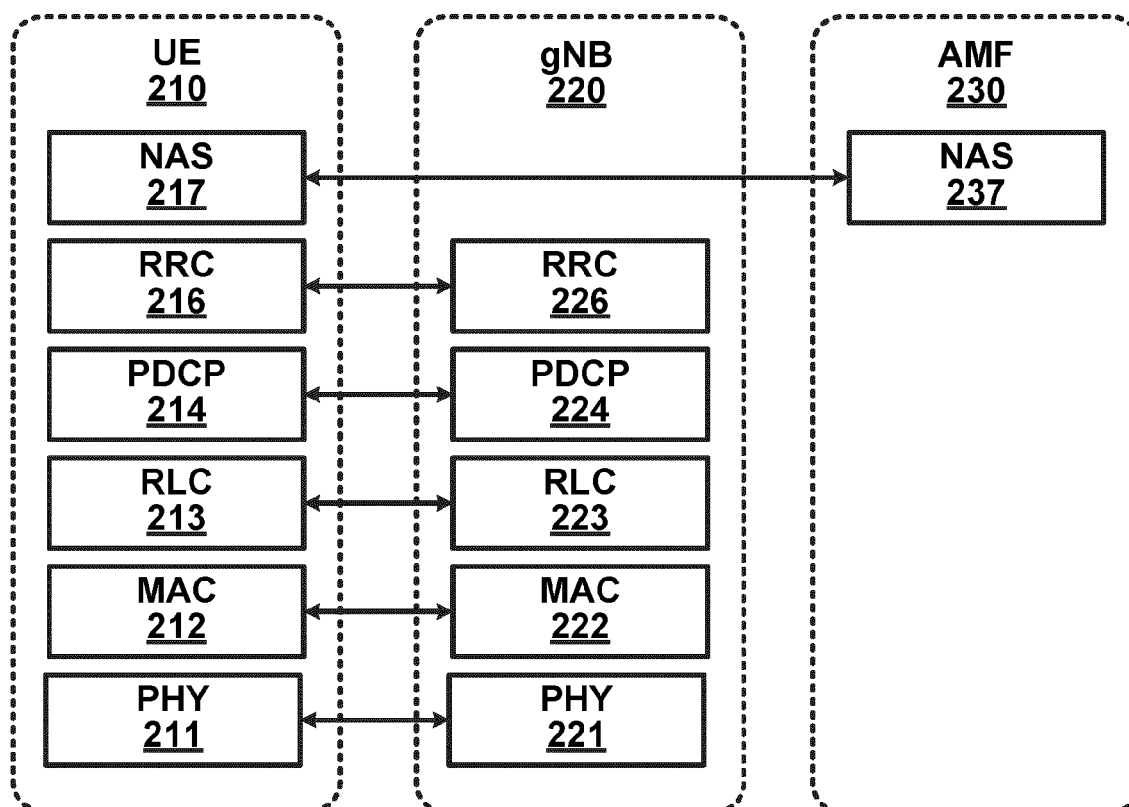 UE
210
gNB
220
AMF
230
NAS
217
NAS
237
RRC
216
RRC
226
PDCP
214
PDCP
224
RLC
213
RLC
223
MAC
212
MAC
222
PHY
211
PHY
221